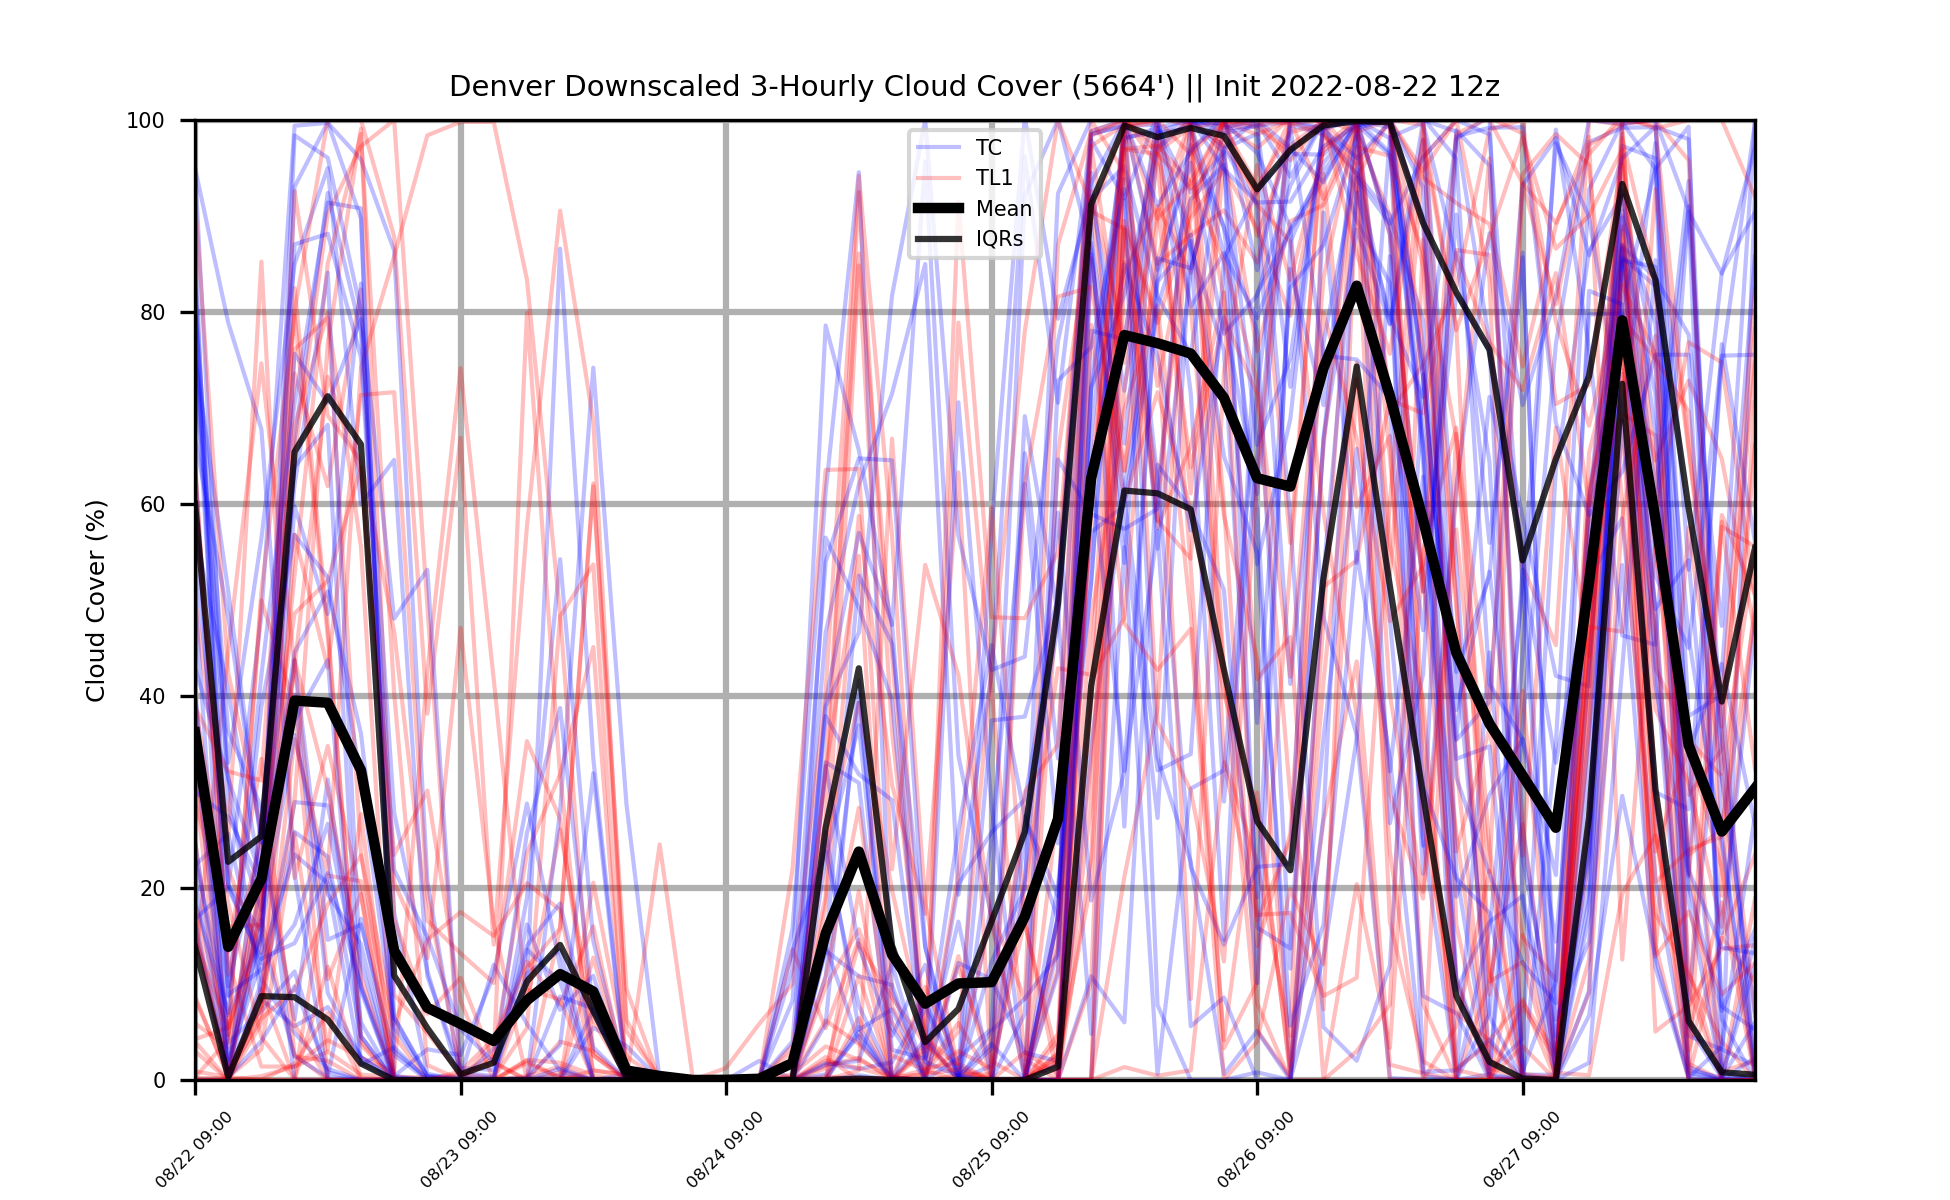 Denver Downscaled 3-Hourly Cloud Cover (5664') || Init 2022-08-22 12z
TC
TL1
Mean
IQRs
Cloud Cover (%)
100
80
60
40
20
0
08/22 09:00
08/23 09:00
08/24 09:00
08/25 09:00
08/26 09:00
08/27 09:00